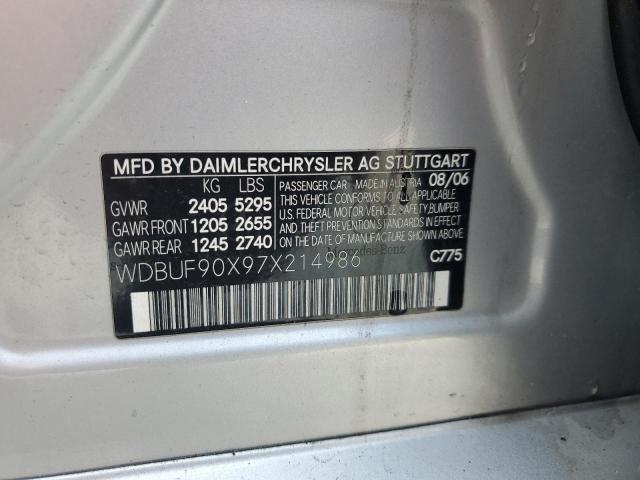 MFD BY DAIMLERCHRYSLER AG STUTTGART
KG LBS
GVWR 2405 5295
GAWR FRONT 1205 2655
GAWR REAR 1245 2740
PASSENGER CAR MADE IN AUSTRIA 08/06
THIS VEHICLE CONFORMS TO ALL APPLICABLE
U.S. FEDERAL MOTOR VEHICLE SAFETY, BUMPER
AND THEFT PREVENTION STANDARDS IN EFFECT
ON THE DATE OF MANUFACTURE SHOWN ABOVE.
WDBUF90X97X214986
Mercedes-Benz
C775